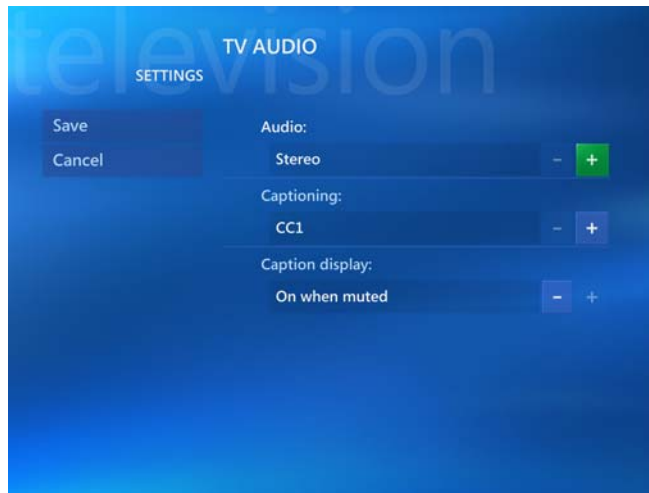 television
TV AUDIO
SETTINGS
Save
Cancel
Audio:
Stereo - +
Captioning:
CC1 - +
Caption display:
On when muted - +